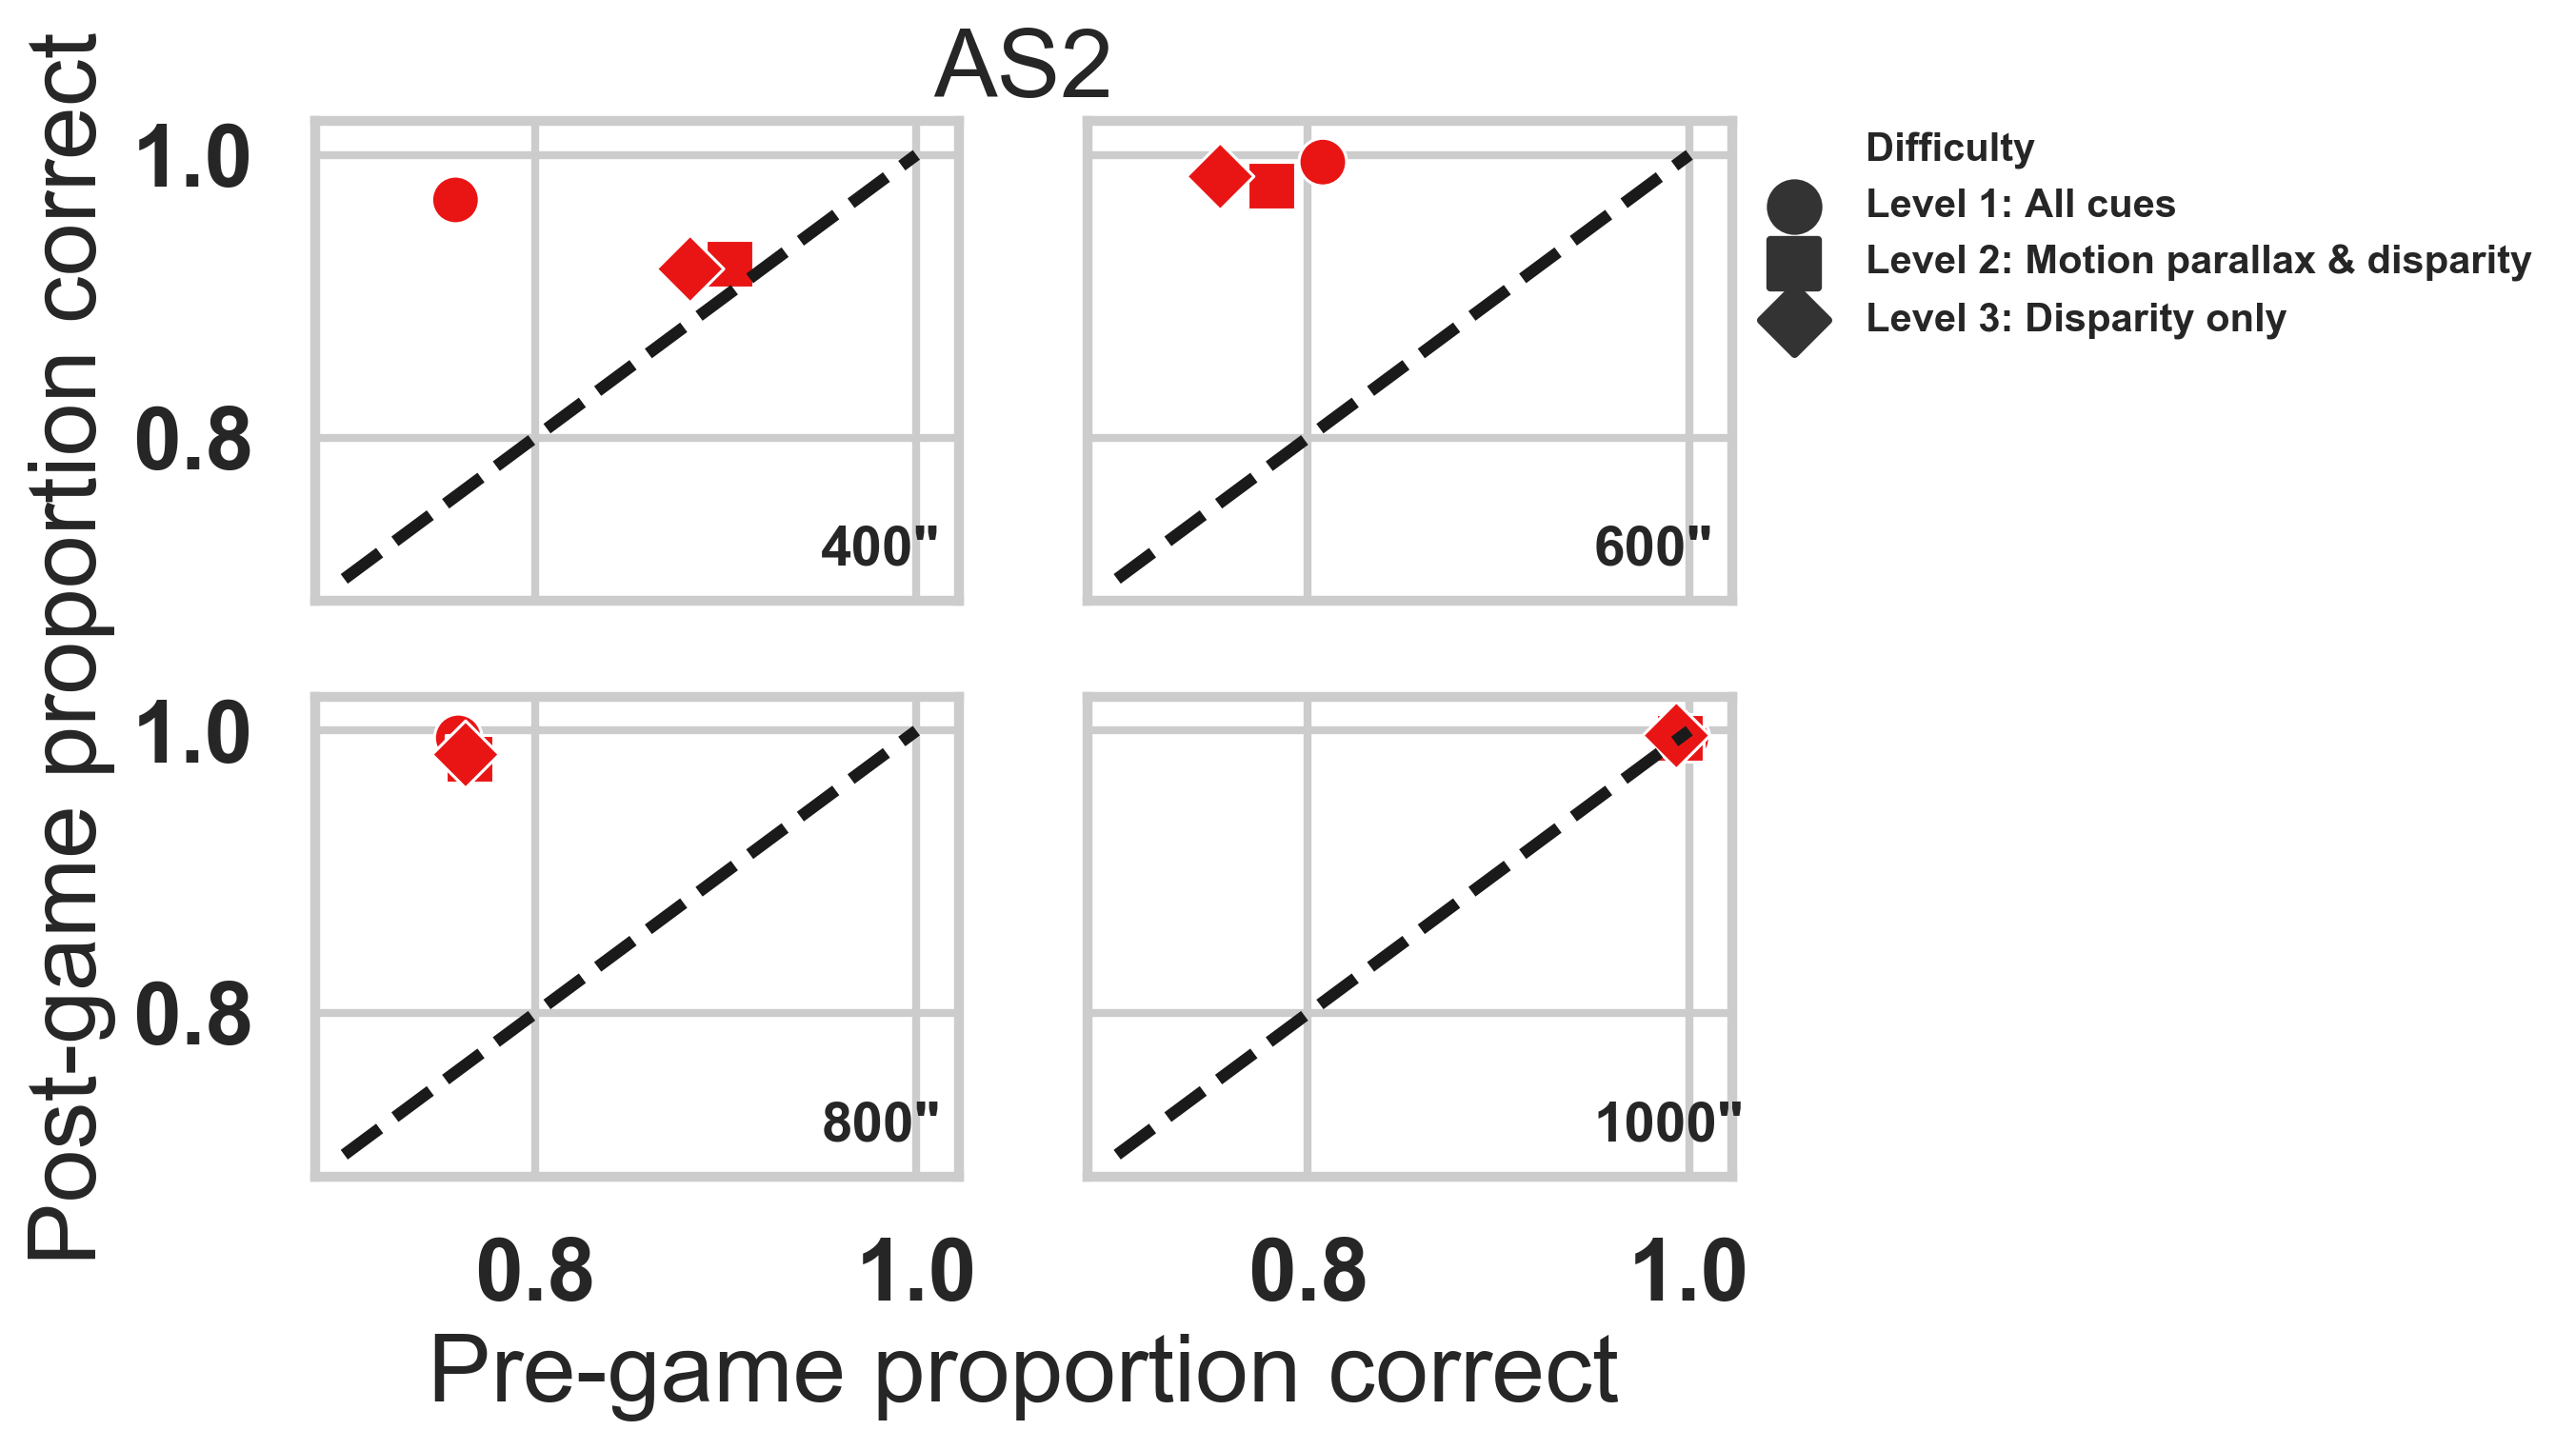 AS2
Post-game proportion correct
1.0
0.8
400"
600"
Difficulty
Level 1: All cues
Level 2: Motion parallax & disparity
Level 3: Disparity only
1.0
0.8
800"
1000"
0.8
1.0
0.8
1.0
Pre-game proportion correct